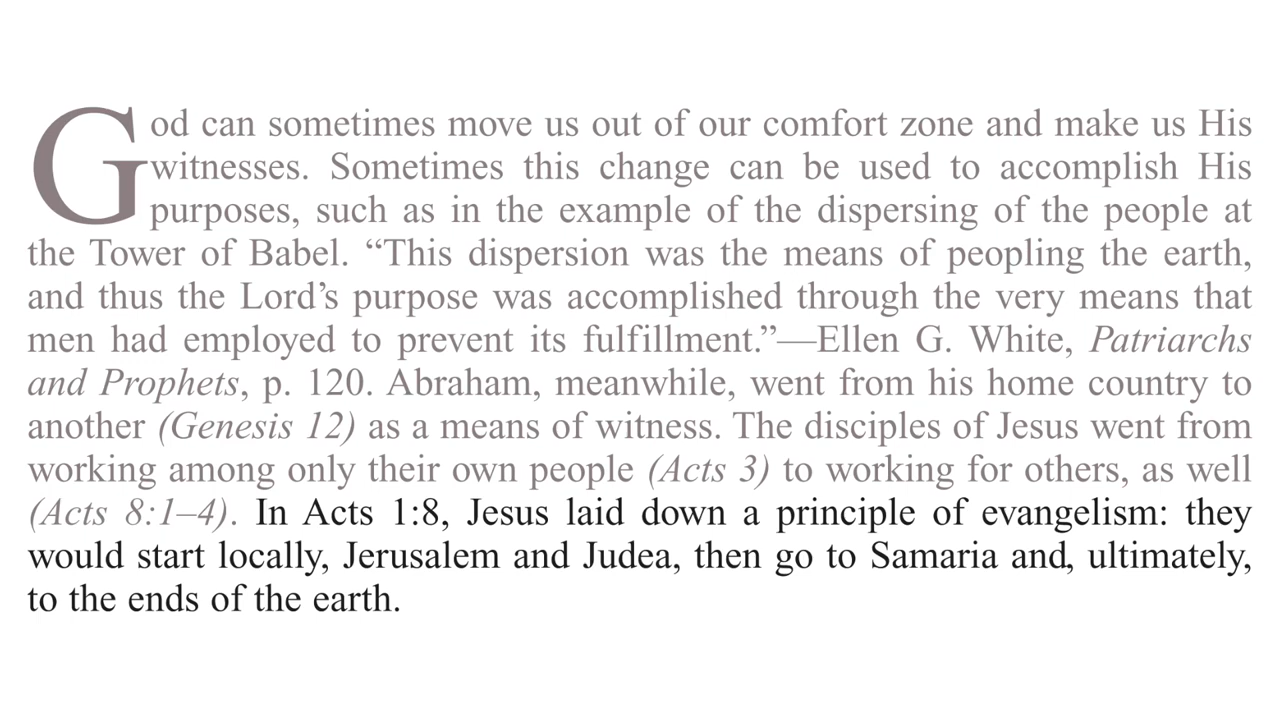 God can sometimes move us out of our comfort zone and make us His
witnesses. Sometimes this change can be used to accomplish His
purposes, such as in the example of the dispersing of the people at
the Tower of Babel. “This dispersion was the means of peopling the earth,
and thus the Lord’s purpose was accomplished through the very means that
men had employed to prevent its fulfillment.”—Ellen G. White, Patriarchs
and Prophets, p. 120. Abraham, meanwhile, went from his home country to
another (Genesis 12) as a means of witness. The disciples of Jesus went from
working among only their own people (Acts 3) to working for others, as well
(Acts 8:1–4). In Acts 1:8, Jesus laid down a principle of evangelism: they
would start locally, Jerusalem and Judea, then go to Samaria and, ultimately,
to the ends of the earth.